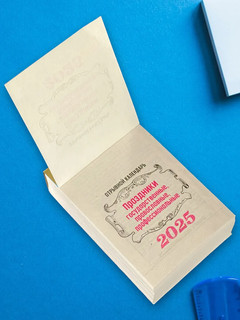 ОТРЫВНОЙ КАЛЕНДАРЬ
Праздники
государственные,
православные,
профессиональные
2025